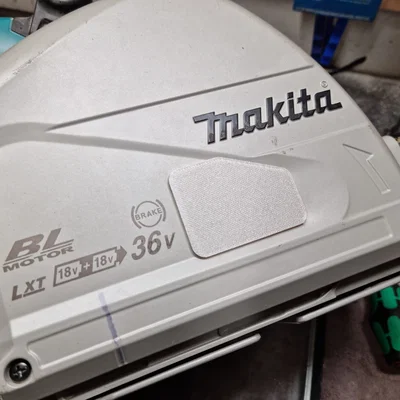 makita®
BRAKE
BL
MOTOR
LXT 18v+18v 36v